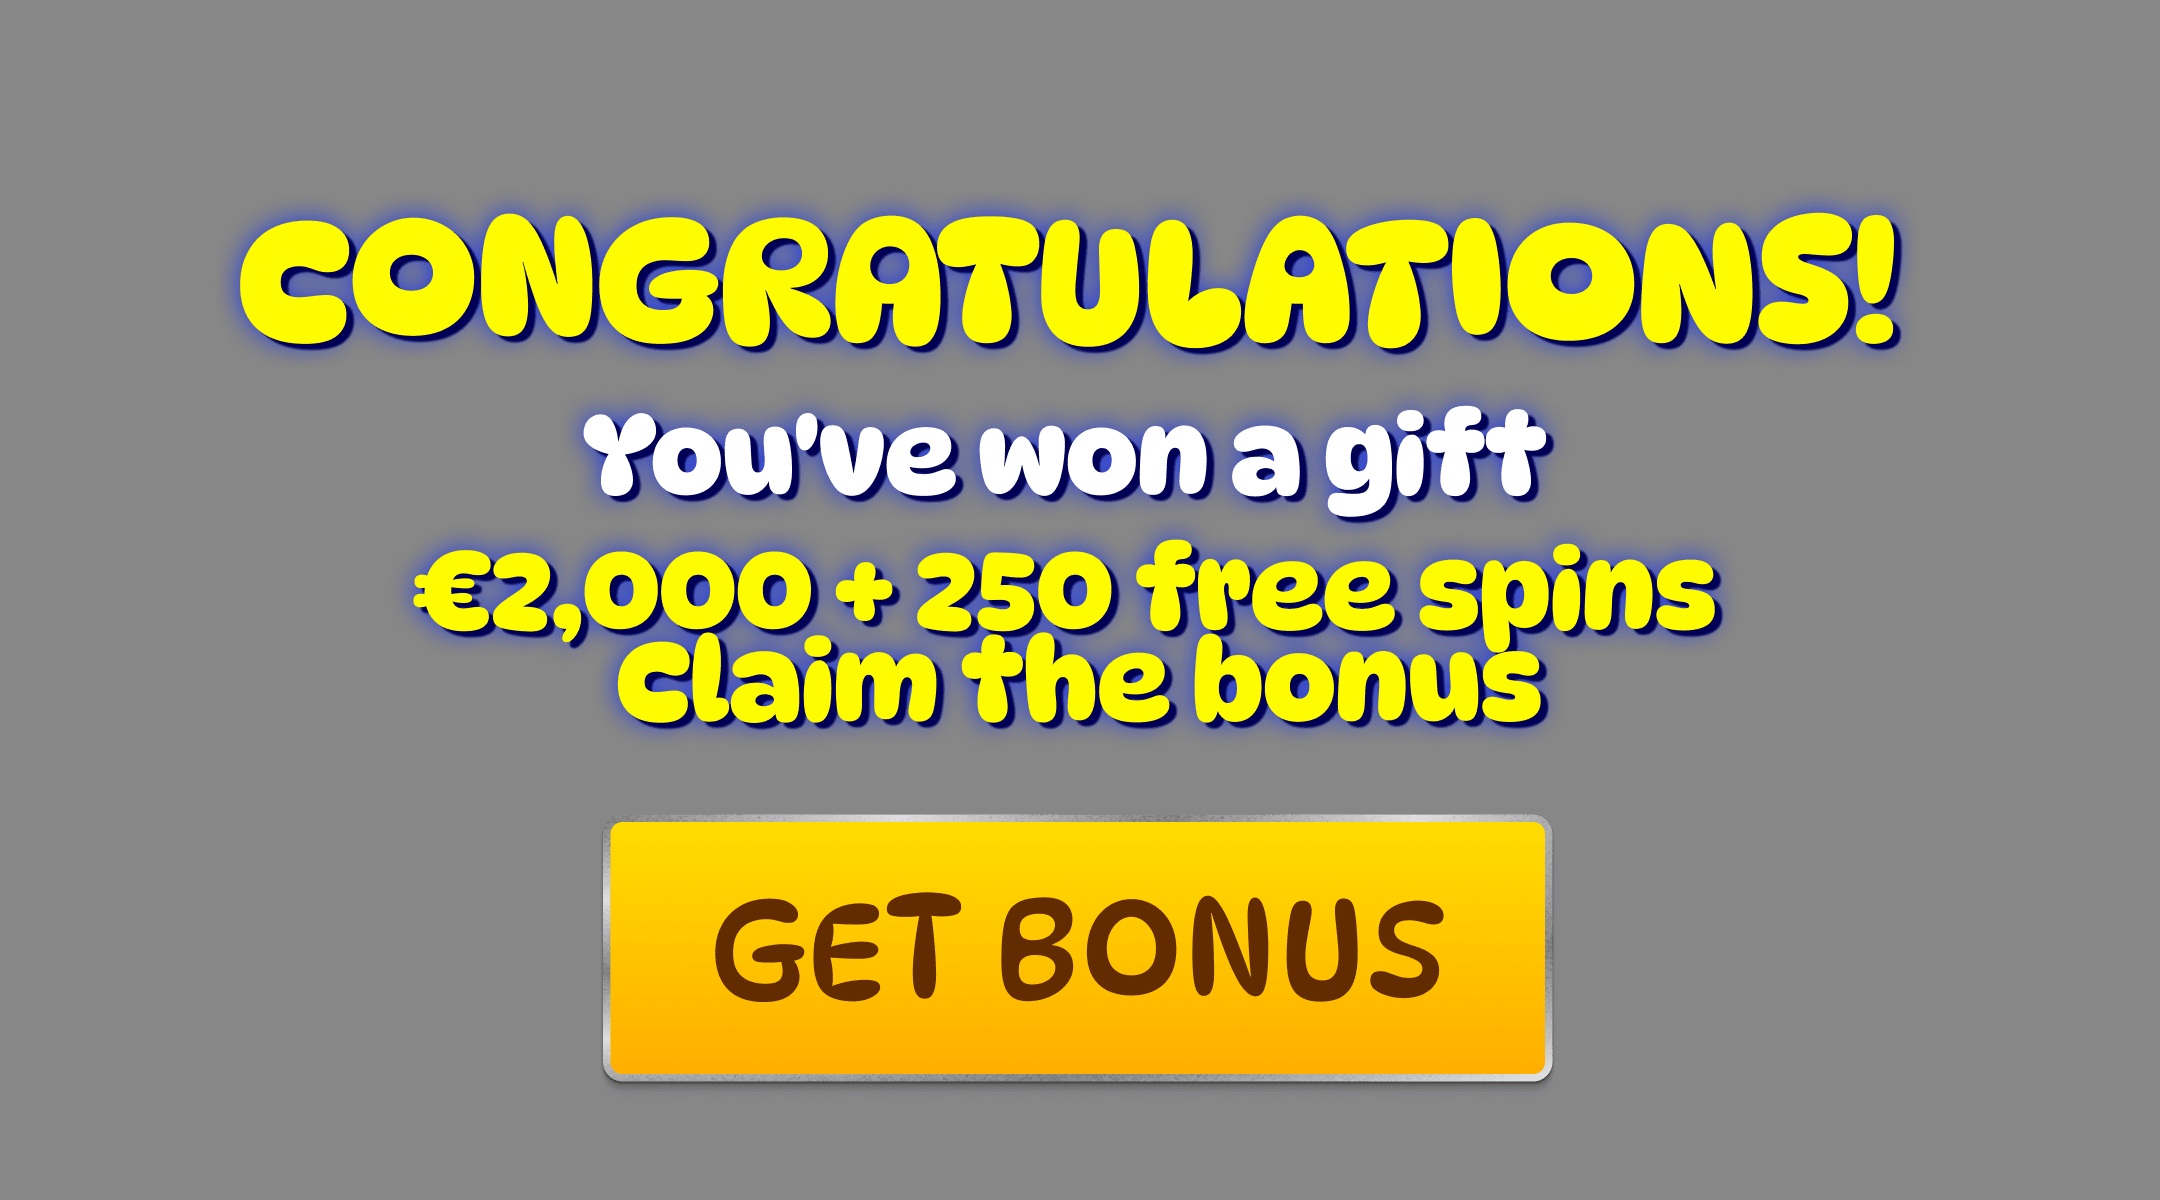 CONGRATULATIONS!
You've won a gift
€2,000 + 250 free spins
Claim the bonus
GET BONUS